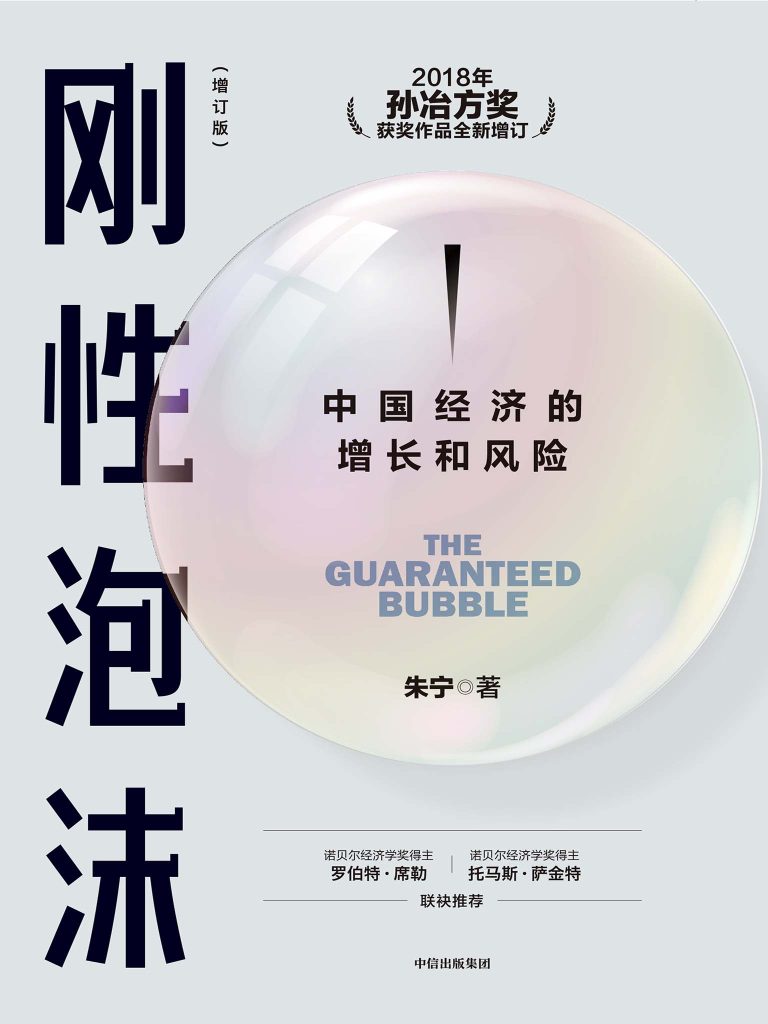 刚性泡沫
（增订版）
2018年
孙冶方奖
获奖作品全新增订
中国经济的
增长和风险
THE
GUARANTEED
BUBBLE
朱宁◎著
诺贝尔经济学奖得主
罗伯特·席勒
诺贝尔经济学奖得主
托马斯·萨金特
联袂推荐
中信出版集团